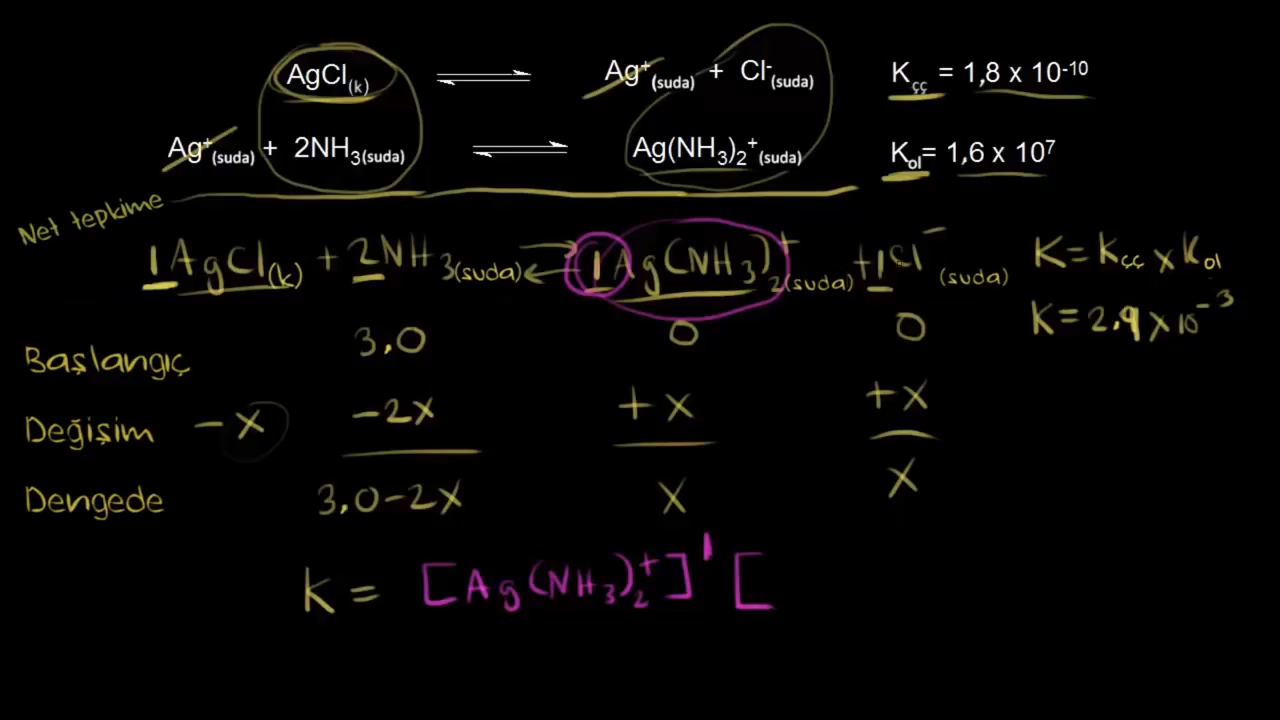 AgCl(k) ⇌ Ag⁺(suda) + Cl⁻(suda) Kçç = 1,8 x 10⁻¹⁰
Ag⁺(suda) + 2NH₃(suda) ⇌ Ag(NH₃)₂⁺(suda) Kol = 1,6 x 10⁷
Net tepkime
1AgCl(k) + 2NH₃(suda) ⇌ 1Ag(NH₃)₂⁺(suda) + 1Cl⁻(suda) K = Kçç x Kol
K = 2.9 x 10⁻³
Başlangıç 3,0 0 0
Değişim -x -2x +x +x
Dengede 3,0-2x x x
K = [Ag(NH₃)₂⁺]¹ [